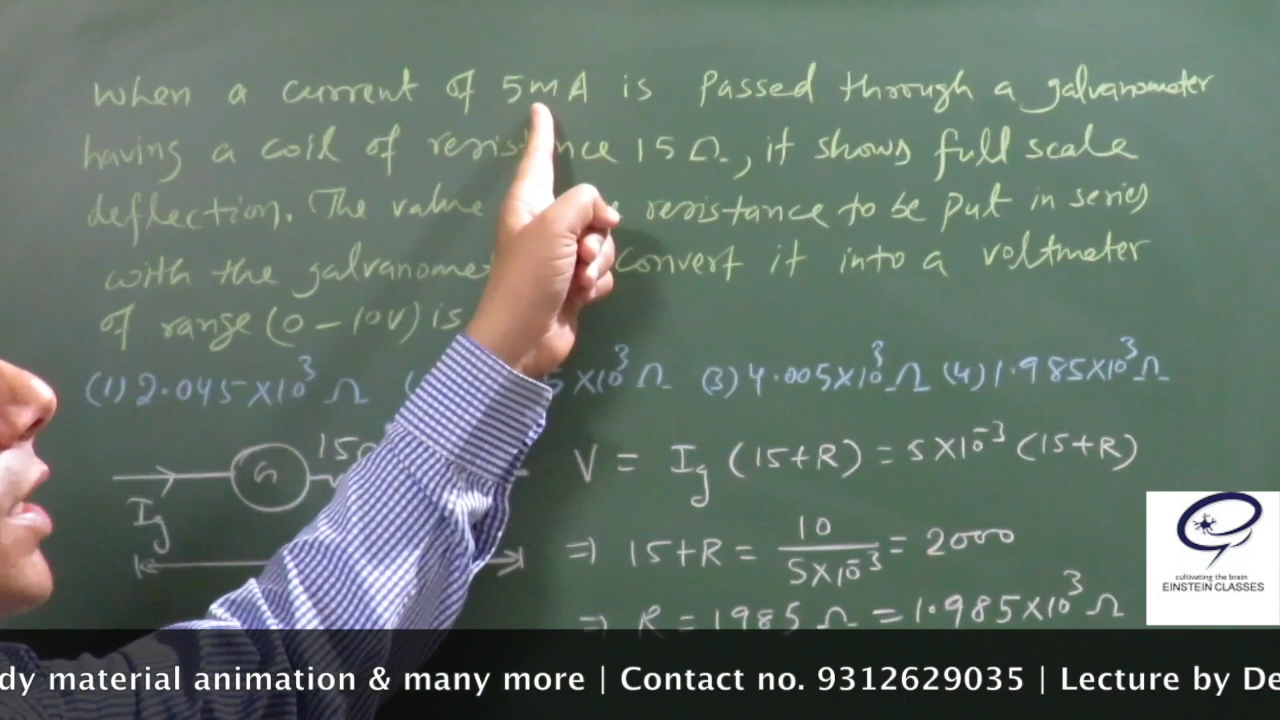 When a current of 5mA is passed through a galvanometer
having a coil of resistance 15Ω, it shows full scale
deflection. The value resistance to be put in series
with the galvanome convert it into a voltmeter
of range (0-10V) is
(1) 2.045×10³ Ω ×10³ Ω (3) 4.005×10³ Ω (4) 1.985×10³ Ω
15Ω
G
Ig
V = Ig (15+R) = 5×10⁻³ (15+R)
⇒ 15+R = 10/5×10⁻³ = 2000
⇒ R = 1985 Ω = 1.985×10³ Ω
cultivating the brain
EINSTEIN CLASSES
dy material animation & many more | Contact no. 9312629035 | Lecture by De